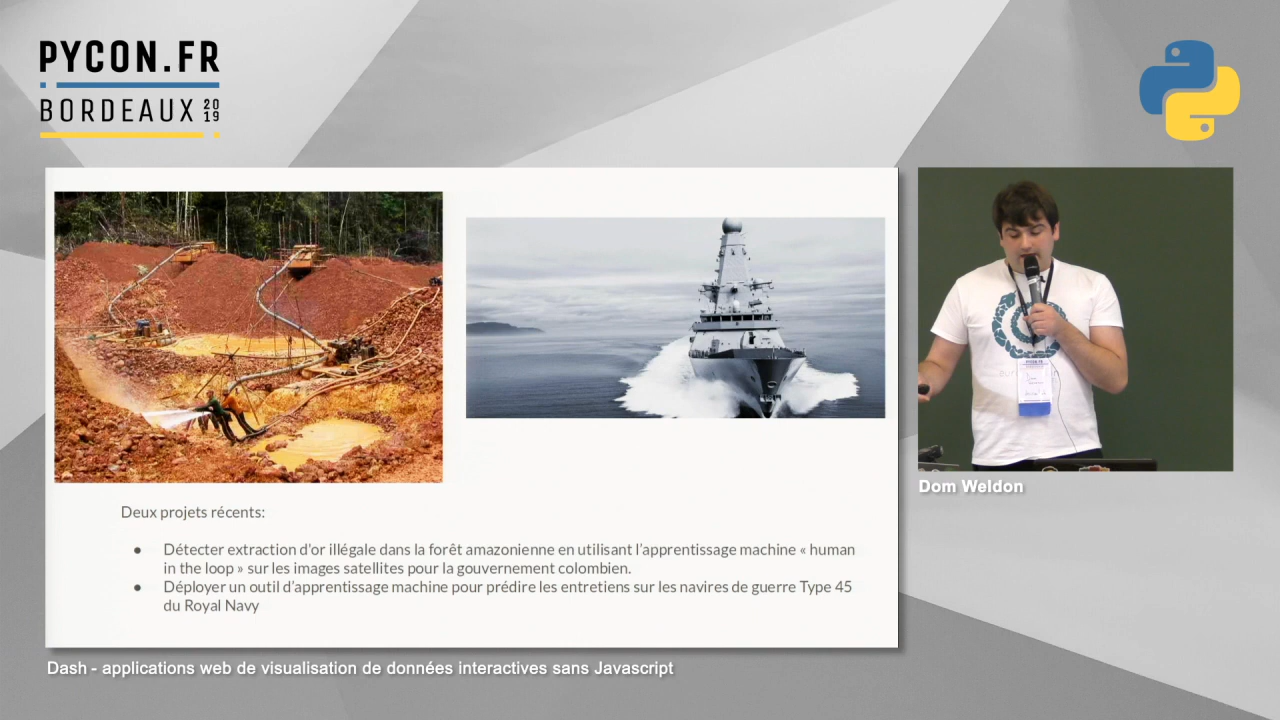 PYCON.FR
BORDEAUX 2019
Deux projets récents:
● Détecter extraction d'or illégale dans la forêt amazonienne en utilisant l'apprentissage machine « human
in the loop » sur les images satellites pour la gouvernement colombien.
● Déployer un outil d'apprentissage machine pour prédire les entretiens sur les navires de guerre Type 45
du Royal Navy
Dom Weldon
Dash - applications web de visualisation de données interactives sans Javascript